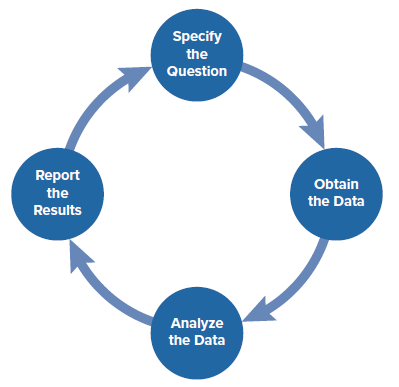 Specify
the
Question
Obtain
the Data
Analyze
the Data
Report
the
Results